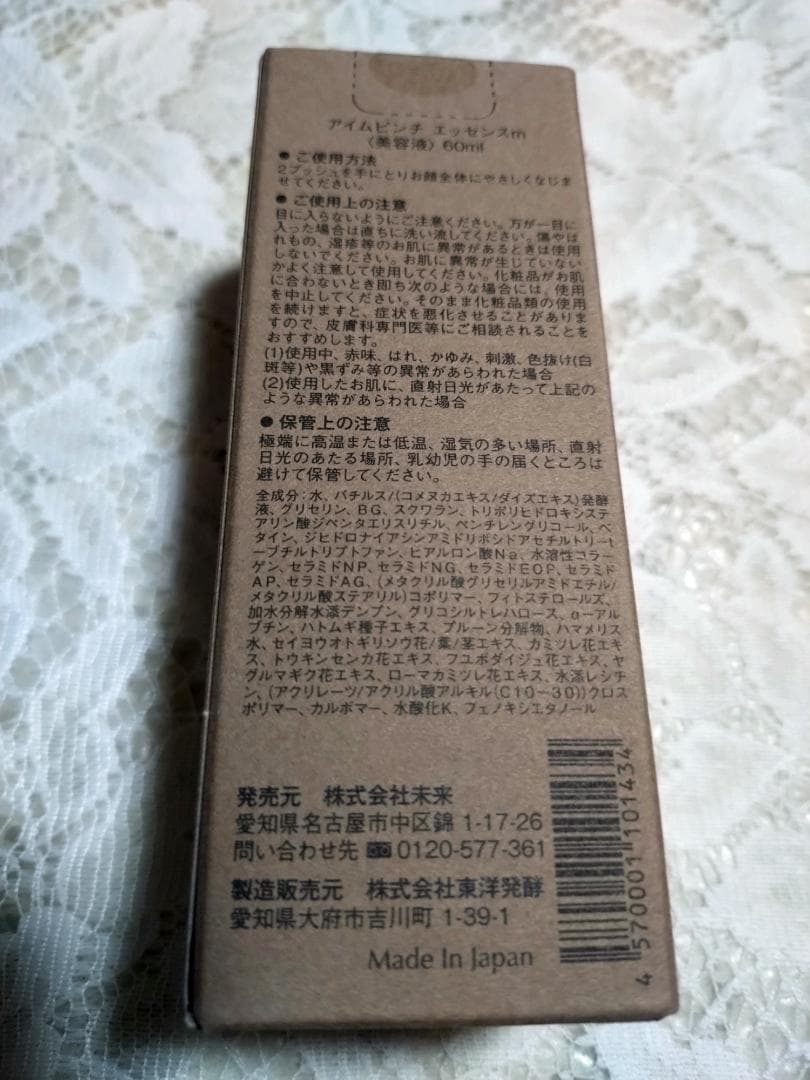 アイムピンチ エッセンスm
〈美容液〉60ml
● ご使用方法
2プッシュを手にとりお顔全体にやさしくなじま
せてください。
● ご使用上の注意
目に入らないようにご注意ください。万が一目に
入った場合は直ちに洗い流してください。傷やは
れもの、湿疹等のお肌に異常があるときは使用
しないでください。お肌に異常が生じていない
かよく注意して使用してください。化粧品がお肌
に合わないとき即ち次のような場合には、使用
を中止してください。そのまま化粧品類の使用
を続けますと、症状を悪化させることがありま
すので、皮膚科専門医等にご相談されることを
おすすめします。
(1)使用中、赤味、はれ、かゆみ、刺激、色抜け(白
斑等)や黒ずみ等の異常があらわれた場合
(2)使用したお肌に、直射日光があたって上記の
ような異常があらわれた場合
● 保管上の注意
極端に高温または低温、湿気の多い場所、直射
日光のあたる場所、乳幼児の手の届くところは
避けて保管してください。
全成分：水、バチルス/(コメヌカエキス/ダイズエキス)発酵
液、グリセリン、BG、スクワラン、トリポリヒドロキシステ
アリン酸ジペンタエリスリチル、ペンチレングリコール、ベ
タイン、ジヒドロナイアシンアミドリボシドアセチルトリーt
ーブチルトリプトファン、ヒアルロン酸Na、水溶性コラー
ゲン、セラミドNP、セラミドNG、セラミドEOP、セラミド
AP、セラミドAG、(メタクリル酸グリセリルアミドエチル/
メタクリル酸ステアリル)コポリマー、フィトステロールズ、
加水分解水添デンプン、グリコシルトレハロース、αーアル
ブチン、ハトムギ種子エキス、プルーン分解物、ハマメリス
水、セイヨウオトギリソウ花/葉/茎エキス、カミツレ花エキ
ス、トウキンセンカ花エキス、フユボダイジュ花エキス、ヤ
グルマギク花エキス、ローマカミツレ花エキス、水添レシチ
ン、(アクリレーツ/アクリル酸アルキル(C10－30))クロス
ポリマー、カルボマー、水酸化K、フェノキシエタノール
発売元 株式会社未来
愛知県名古屋市中区錦 1-17-26
問い合わせ先 0120-577-361
製造販売元 株式会社東洋発酵
愛知県大府市吉川町 1-39-1
Made In Japan
4 570001 101434